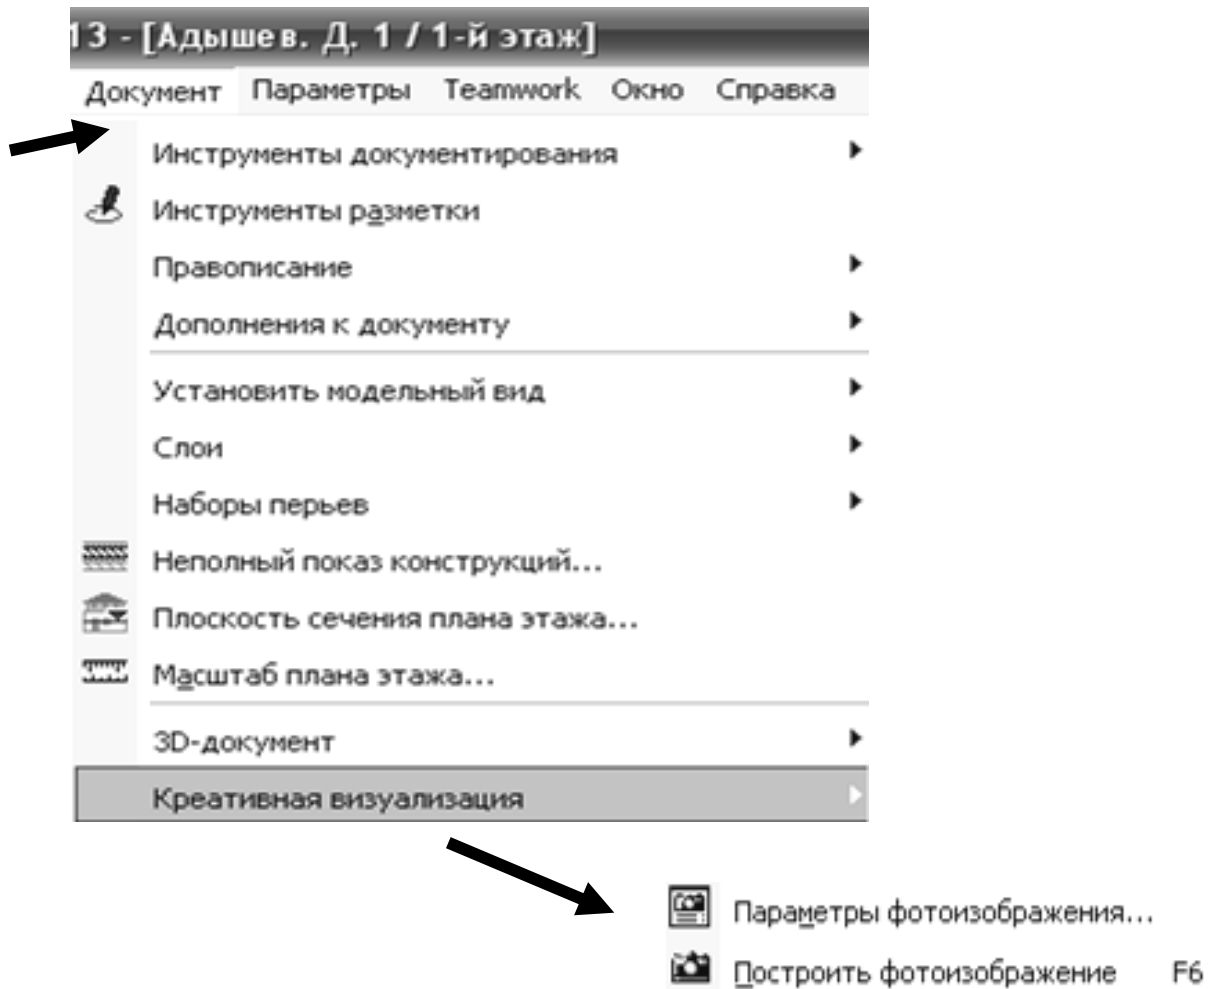 13 - [Адышев. Д. 1 / 1-й этаж]
Документ Параметры Teamwork Окно Справка
Инструменты документирования
Инструменты разметки
Правописание
Дополнения к документу
Установить модельный вид
Слои
Наборы перьев
Неполный показ конструкций...
Плоскость сечения плана этажа...
Масштаб плана этажа...
3D-документ
Креативная визуализация
Параметры фотоизображения...
Построить фотоизображение F6